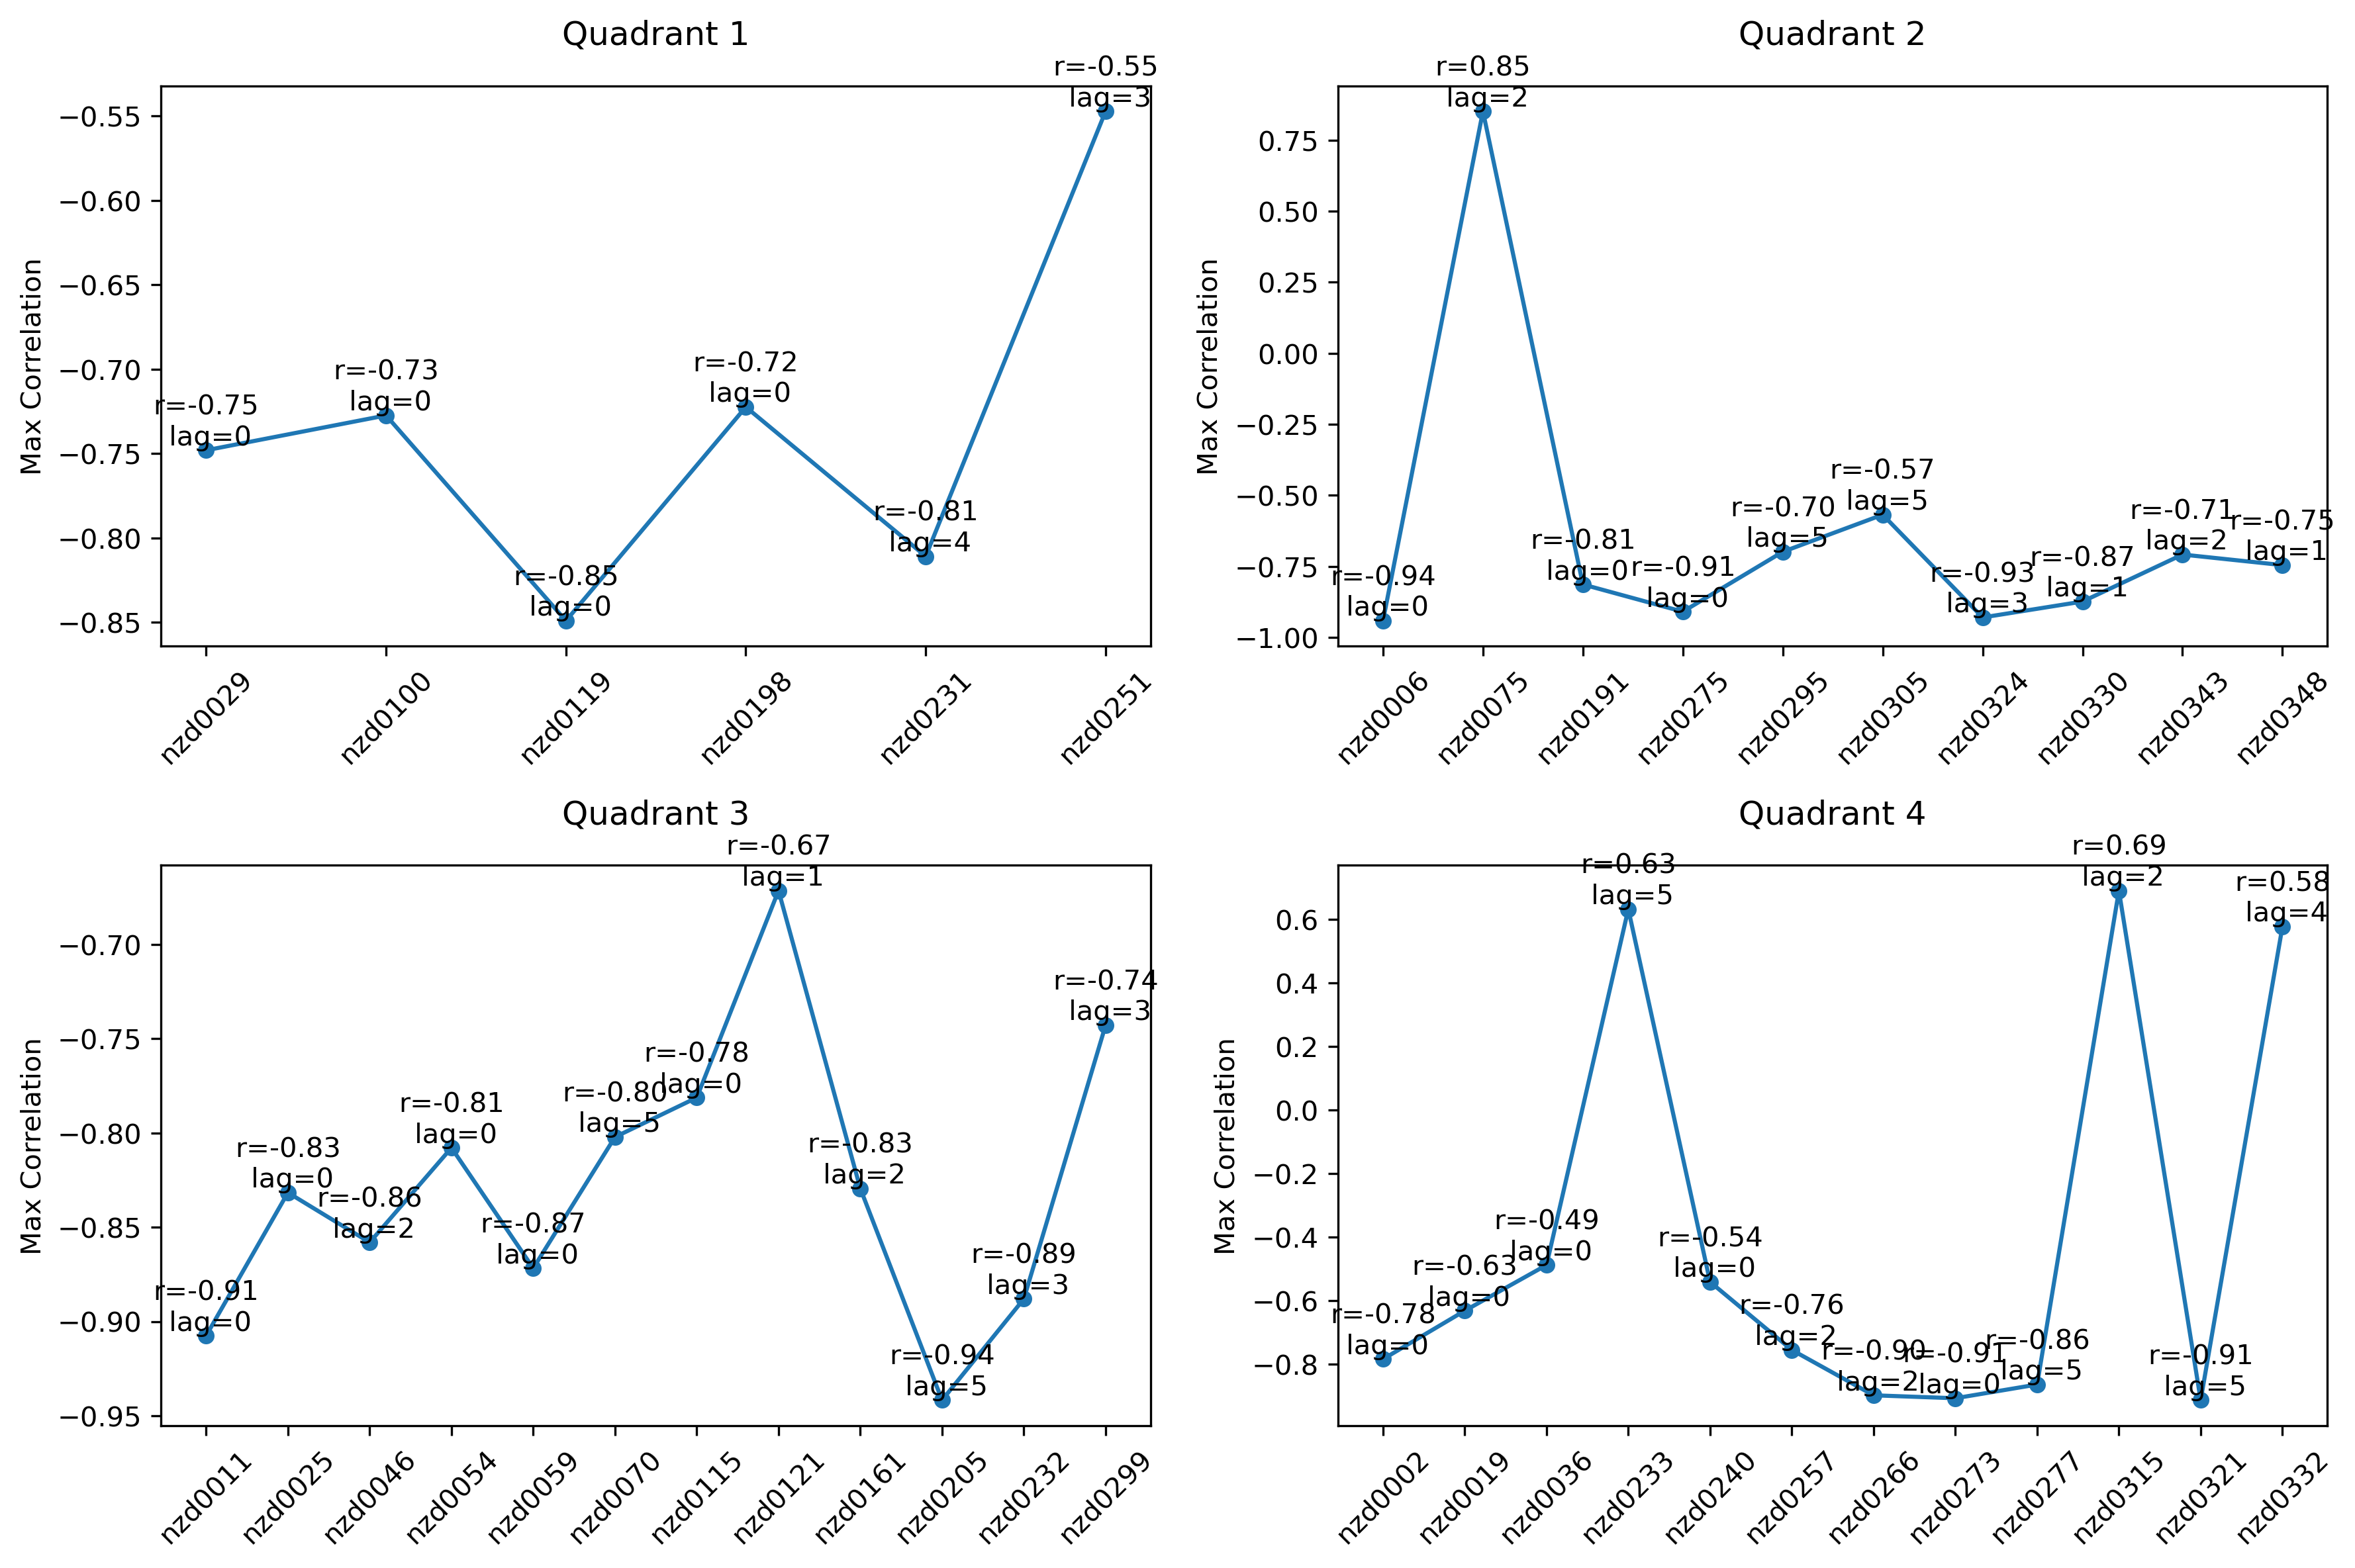 Quadrant 1
r=-0.55
lag=3
−0.55
−0.60
−0.65
−0.70
−0.75
−0.80
−0.85
Max Correlation
r=-0.75
lag=0
r=-0.73
lag=0
r=-0.85
lag=0
r=-0.72
lag=0
r=-0.81
lag=4
nzd0029
nzd0100
nzd0119
nzd0198
nzd0231
nzd0251
Quadrant 2
r=0.85
lag=2
0.75
0.50
0.25
0.00
−0.25
−0.50
−0.75
−1.00
Max Correlation
r=-0.94
lag=0
r=-0.81
lag=0
r=-0.91
lag=0
r=-0.70
lag=5
r=-0.57
lag=5
r=-0.93
lag=3
r=-0.87
lag=1
r=-0.71
lag=2
r=-0.75
lag=1
nzd0006
nzd0075
nzd0191
nzd0275
nzd0295
nzd0305
nzd0324
nzd0330
nzd0343
nzd0348
Quadrant 3
r=-0.67
lag=1
−0.70
−0.75
−0.80
−0.85
−0.90
−0.95
Max Correlation
r=-0.91
lag=0
r=-0.83
lag=0
r=-0.86
lag=2
r=-0.81
lag=0
r=-0.87
lag=0
r=-0.80
lag=5
r=-0.78
lag=0
r=-0.83
lag=2
r=-0.94
lag=5
r=-0.89
lag=3
r=-0.74
lag=3
nzd0011
nzd0025
nzd0046
nzd0054
nzd0059
nzd0070
nzd0115
nzd0121
nzd0161
nzd0205
nzd0232
nzd0299
Quadrant 4
r=0.69
lag=2
0.6
0.4
0.2
0.0
−0.2
−0.4
−0.6
−0.8
Max Correlation
r=-0.78
lag=0
r=-0.63
lag=0
r=-0.49
lag=0
r=0.63
lag=5
r=-0.54
lag=0
r=-0.76
lag=2
r=-0.90
lag=2
r=-0.91
lag=0
r=-0.86
lag=5
r=-0.91
lag=5
r=0.58
lag=4
nzd0002
nzd0019
nzd0036
nzd0233
nzd0240
nzd0257
nzd0266
nzd0273
nzd0277
nzd0315
nzd0321
nzd0332